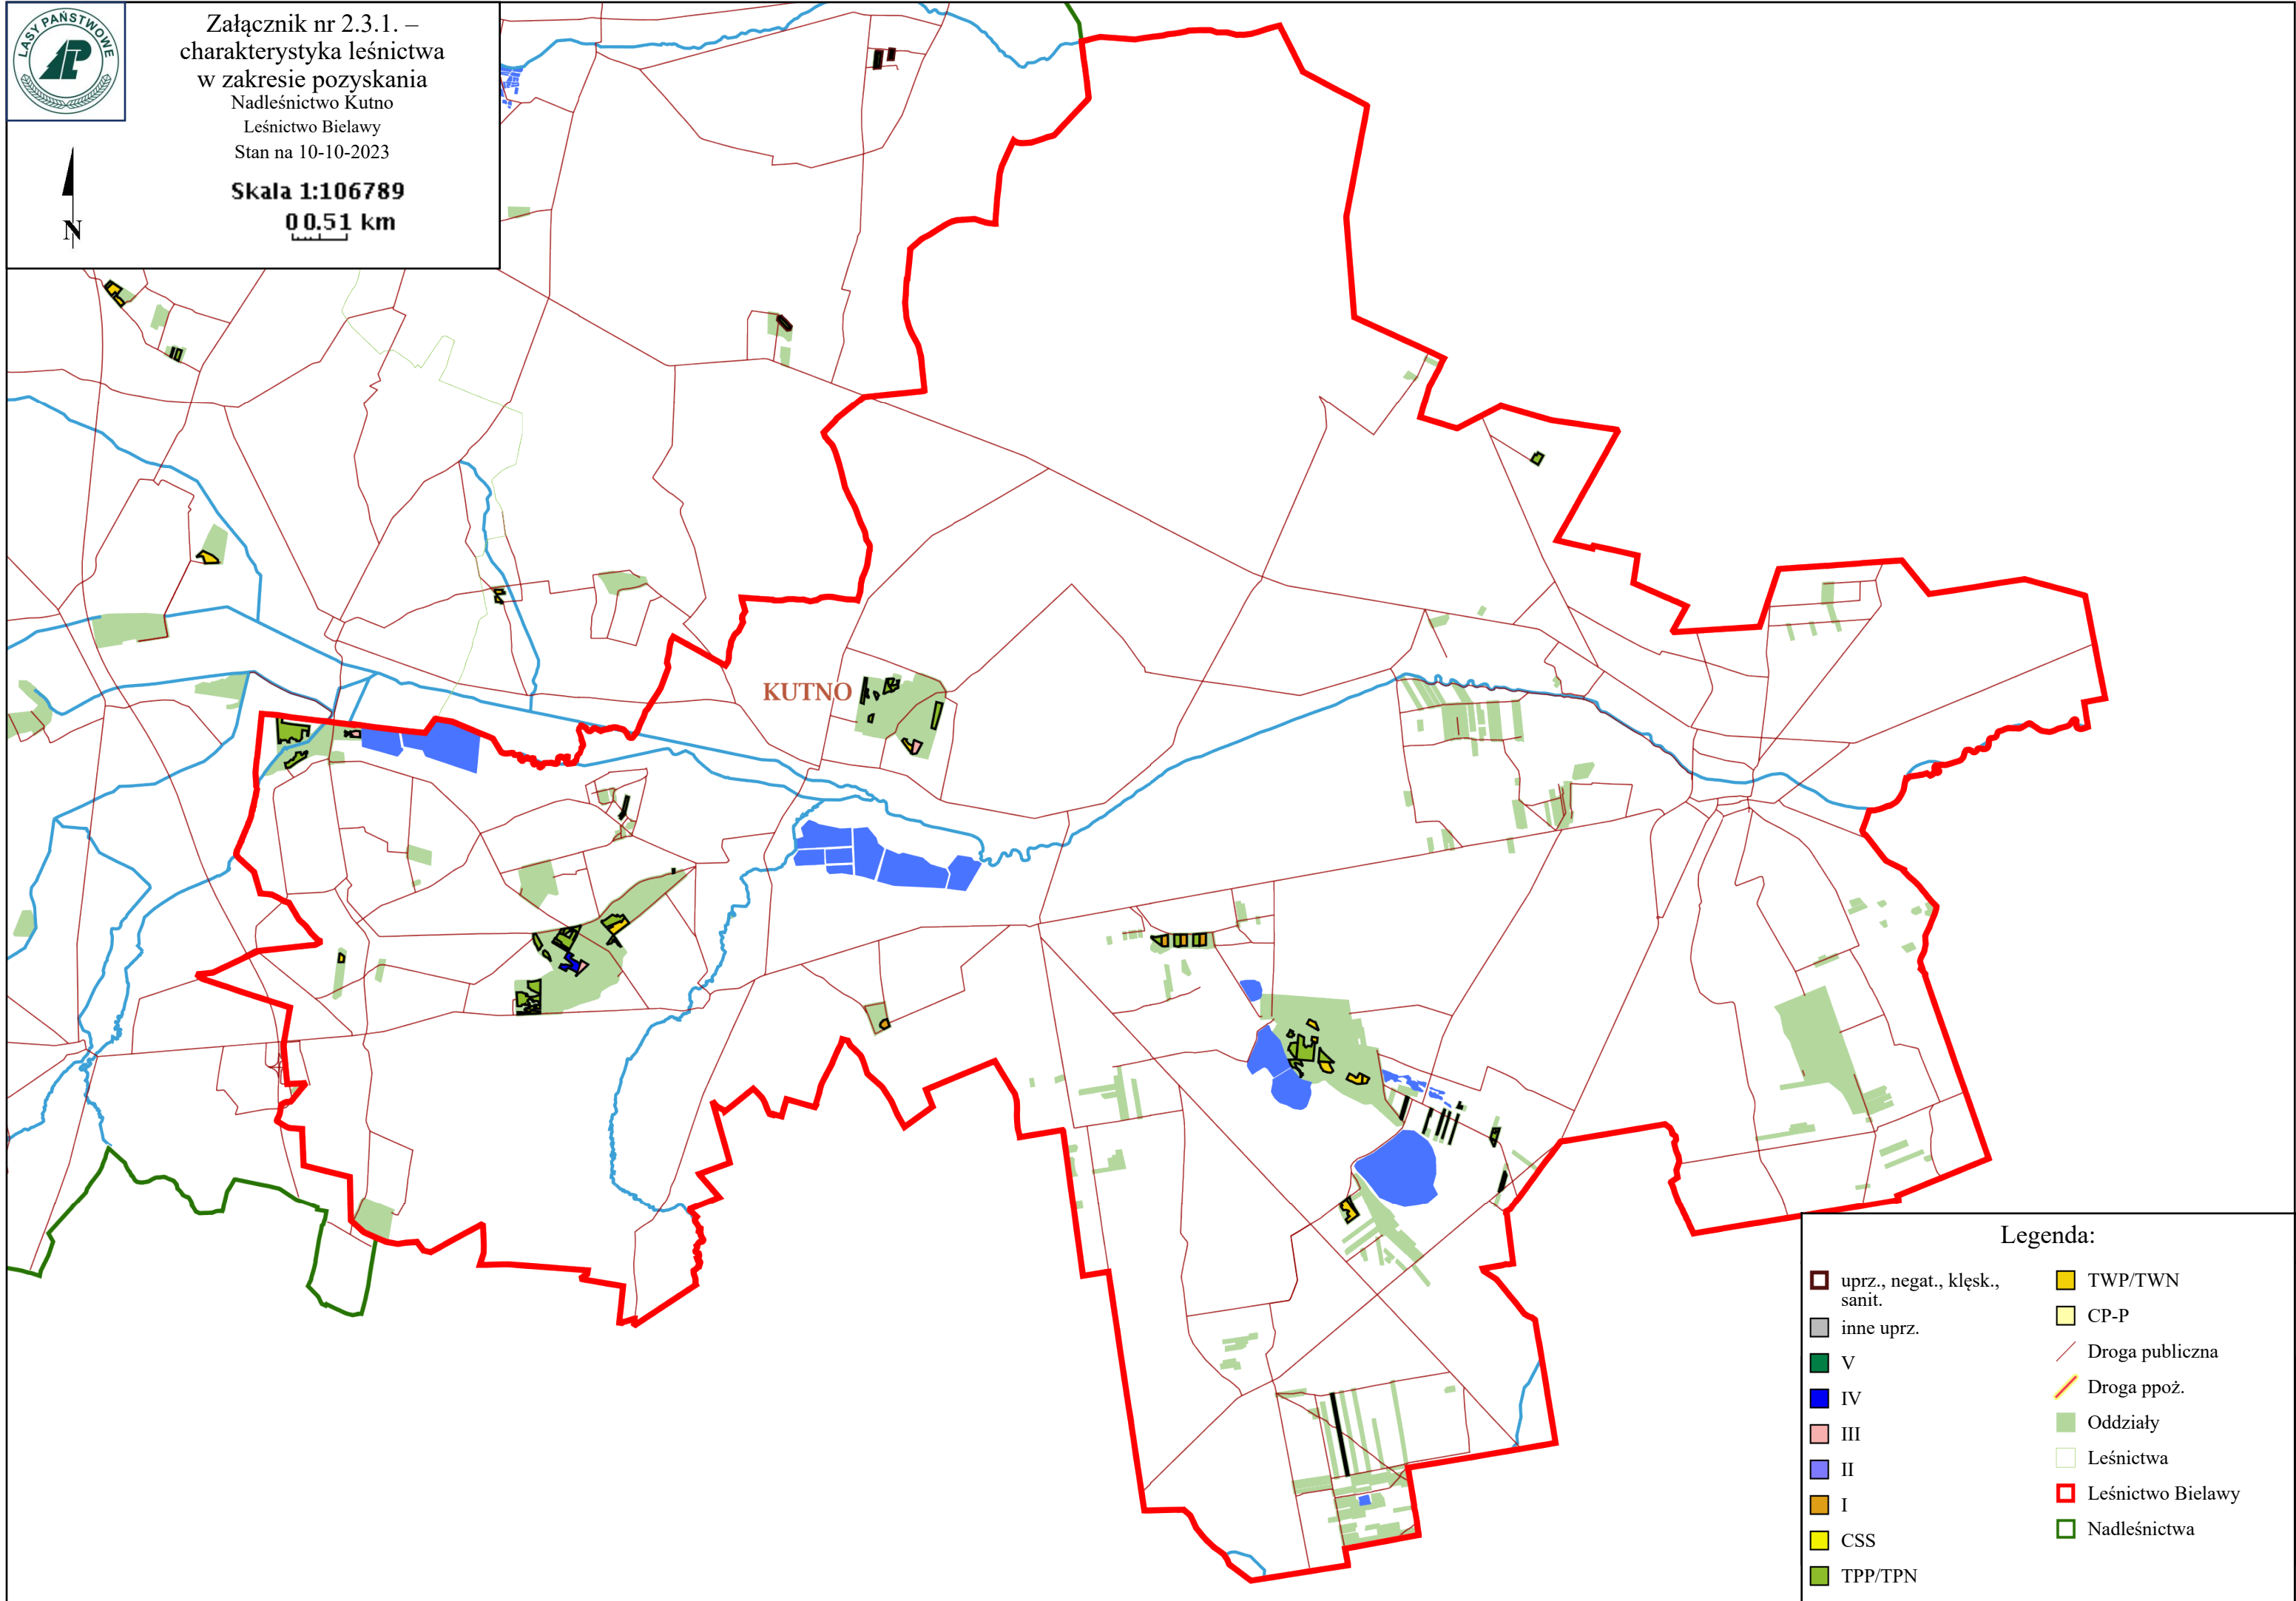 LASY PAŃSTWOWE
Załącznik nr 2.3.1. –
charakterystyka leśnictwa
w zakresie pozyskania
Nadleśnictwo Kutno
Leśnictwo Bielawy
Stan na 10-10-2023
Skala 1:106789
0 0.51 km
N
KUTNO
Legenda:
uprz., negat., klęsk.,
sanit.
inne uprz.
V
IV
III
II
I
CSS
TPP/TPN
TWP/TWN
CP-P
Droga publiczna
Droga ppoż.
Oddziały
Leśnictwa
Leśnictwo Bielawy
Nadleśnictwa